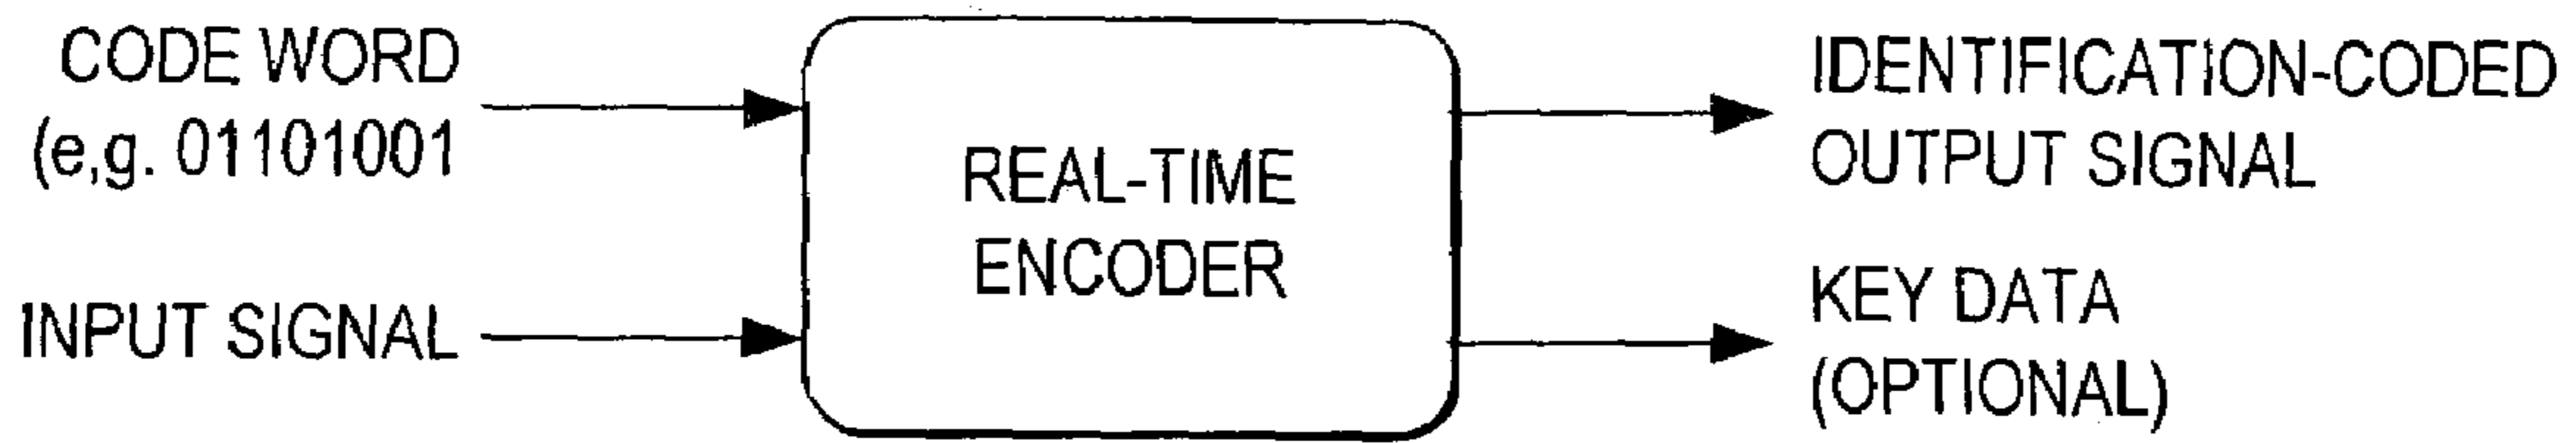 CODE WORD
(e,g. 01101001
INPUT SIGNAL
REAL-TIME
ENCODER
IDENTIFICATION-CODED
OUTPUT SIGNAL
KEY DATA
(OPTIONAL)